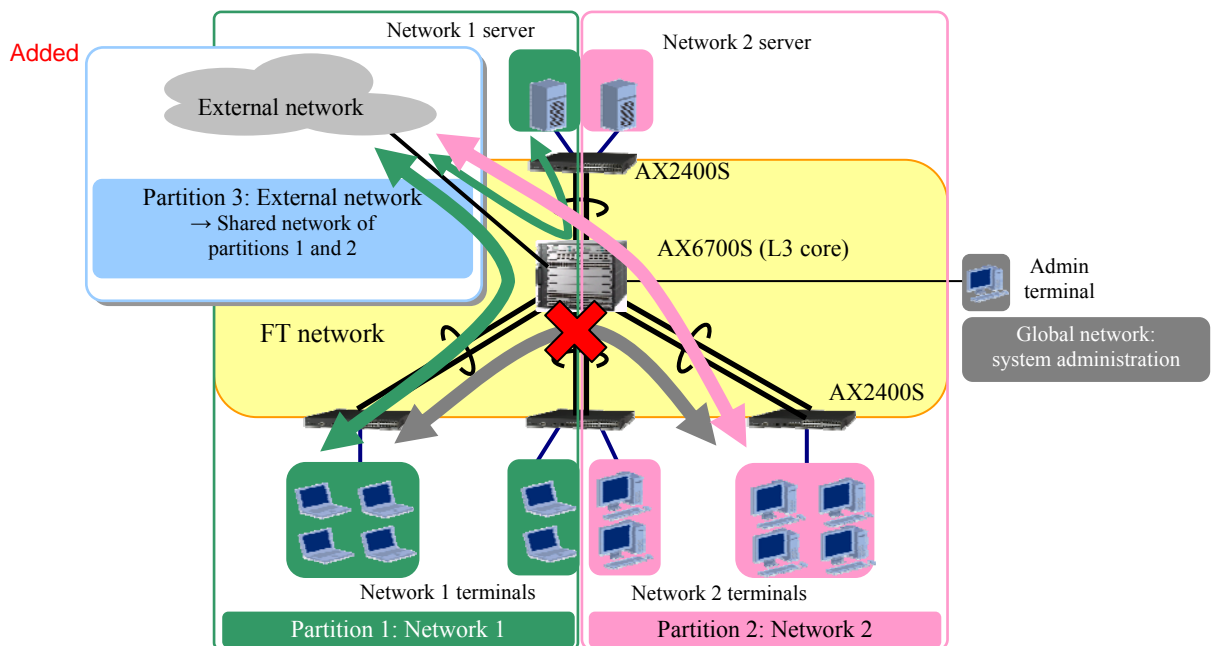 Network 1 server
Network 2 server
Added
External network
AX2400S
Partition 3: External network
→ Shared network of
partitions 1 and 2
AX6700S (L3 core)
Admin
terminal
FT network
Global network:
system administration
AX2400S
Network 1 terminals
Network 2 terminals
Partition 1: Network 1
Partition 2: Network 2